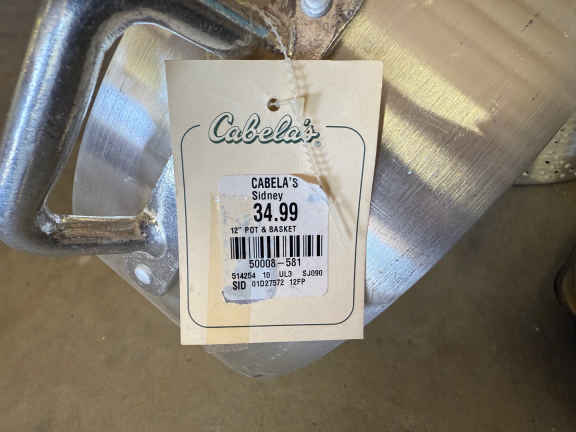 Cabela's
CABELA'S
Sidney
34.99
12" POT & BASKET
50008-581
514254 10 UL3 SJ090
SID 01D27572 12FP